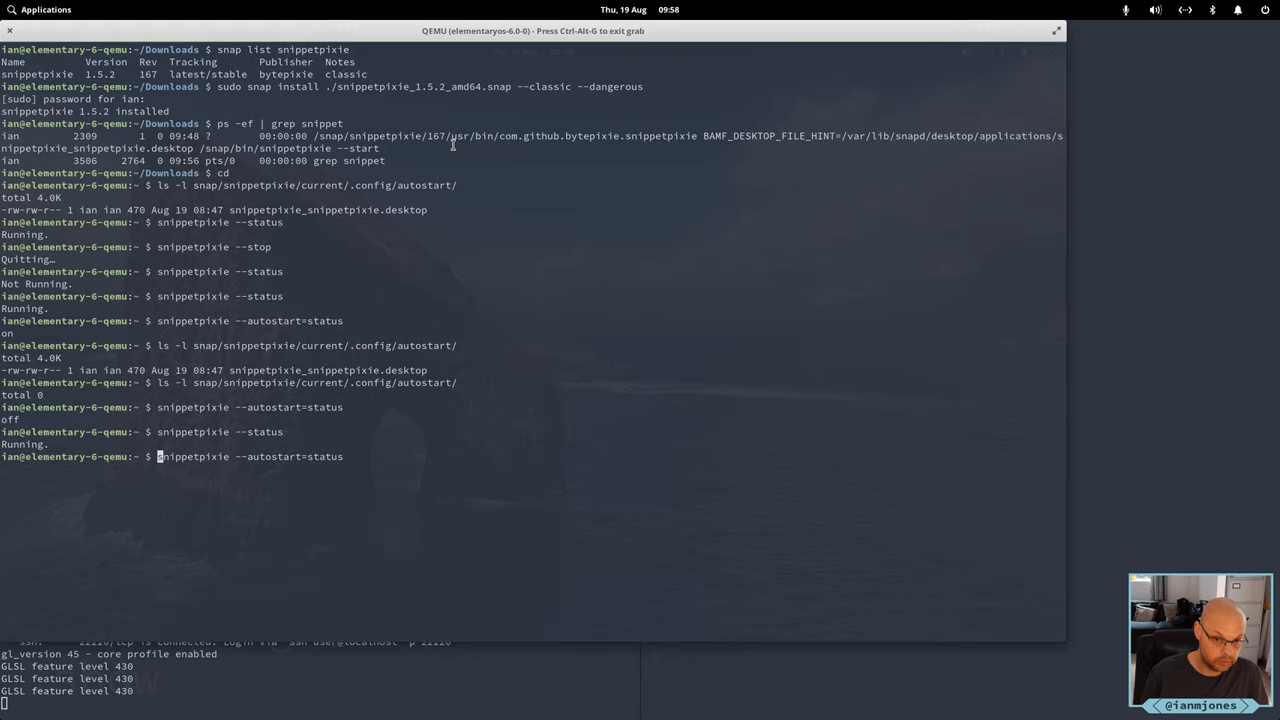 Applications
Thu, 19 Aug 09:58
QEMU (elementaryos-6.0-0) - Press Ctrl-Alt-G to exit grab
ian@elementary-6-qemu:~/Downloads $ snap list snippetpixie
Name Version Rev Tracking Publisher Notes
snippetpixie 1.5.2 167 latest/stable bytepixie classic
ian@elementary-6-qemu:~/Downloads $ sudo snap install ./snippetpixie_1.5.2_amd64.snap --classic --dangerous
[sudo] password for ian:
snippetpixie 1.5.2 installed
ian@elementary-6-qemu:~/Downloads $ ps -ef | grep snippet
ian 2309 1 0 09:48 ? 00:00:00 /snap/snippetpixie/167/usr/bin/com.github.bytepixie.snippetpixie BAMF_DESKTOP_FILE_HINT=/var/lib/snapd/desktop/applications/s
nippetpixie_snippetpixie.desktop /snap/bin/snippetpixie --start
ian 3506 2764 0 09:56 pts/0 00:00:00 grep snippet
ian@elementary-6-qemu:~/Downloads $ cd
ian@elementary-6-qemu:~ $ ls -l snap/snippetpixie/current/.config/autostart/
total 4.0K
-rw-rw-r-- 1 ian ian 470 Aug 19 08:47 snippetpixie_snippetpixie.desktop
ian@elementary-6-qemu:~ $ snippetpixie --status
Running.
ian@elementary-6-qemu:~ $ snippetpixie --stop
Quitting…
ian@elementary-6-qemu:~ $ snippetpixie --status
Not Running.
ian@elementary-6-qemu:~ $ snippetpixie --status
Running.
ian@elementary-6-qemu:~ $ snippetpixie --autostart=status
on
ian@elementary-6-qemu:~ $ ls -l snap/snippetpixie/current/.config/autostart/
total 4.0K
-rw-rw-r-- 1 ian ian 470 Aug 19 08:47 snippetpixie_snippetpixie.desktop
ian@elementary-6-qemu:~ $ ls -l snap/snippetpixie/current/.config/autostart/
total 0
ian@elementary-6-qemu:~ $ snippetpixie --autostart=status
off
ian@elementary-6-qemu:~ $ snippetpixie --status
Running.
ian@elementary-6-qemu:~ $ snippetpixie --autostart=status
gl_version 45 - core profile enabled
GLSL feature level 430
GLSL feature level 430
GLSL feature level 430
@ianmjones